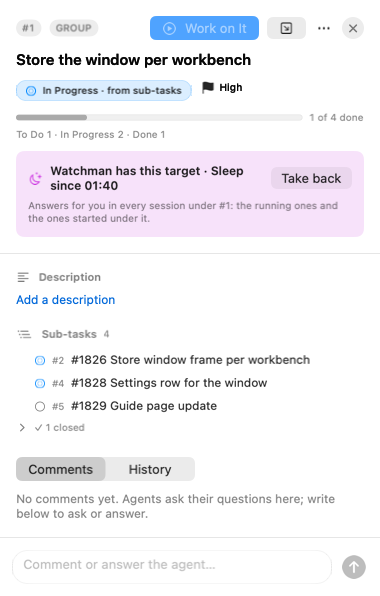 #1 GROUP Work on It
Store the window per workbench
In Progress · from sub-tasks High
1 of 4 done
To Do 1 · In Progress 2 · Done 1
Watchman has this target · Sleep
since 01:40
Take back
Answers for you in every session under #1: the running ones and
the ones started under it.
Description
Add a description
Sub-tasks 4
#2 #1826 Store window frame per workbench
#4 #1828 Settings row for the window
#5 #1829 Guide page update
✓ 1 closed
Comments History
No comments yet. Agents ask their questions here; write
below to ask or answer.
Comment or answer the agent…